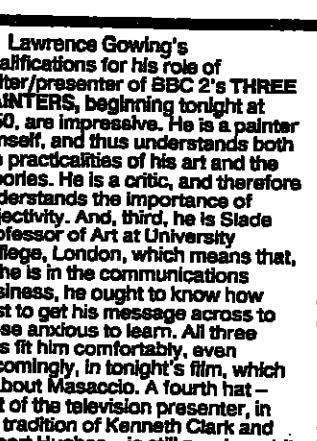 Lawrence Gowing's
alifications for his role of
iter/presenter of BBC 2's THREE
AINTERS, beginning tonight at
50, are impressive. He is a painter
mself, and thus understands both
e practicalities of his art and the
eories. He is a critic, and therefore
derstands the importance of
jectivity. And, third, he is Slade
ofessor of Art at University
llege, London, which means that,
he is in the communications
siness, he ought to know how
st to get his message across to
ose anxious to learn. All three
ts fit him comfortably, even
comingly, in tonight's film, which
about Masaccio. A fourth hat —
t of the television presenter, in
tradition of Kenneth Clark and